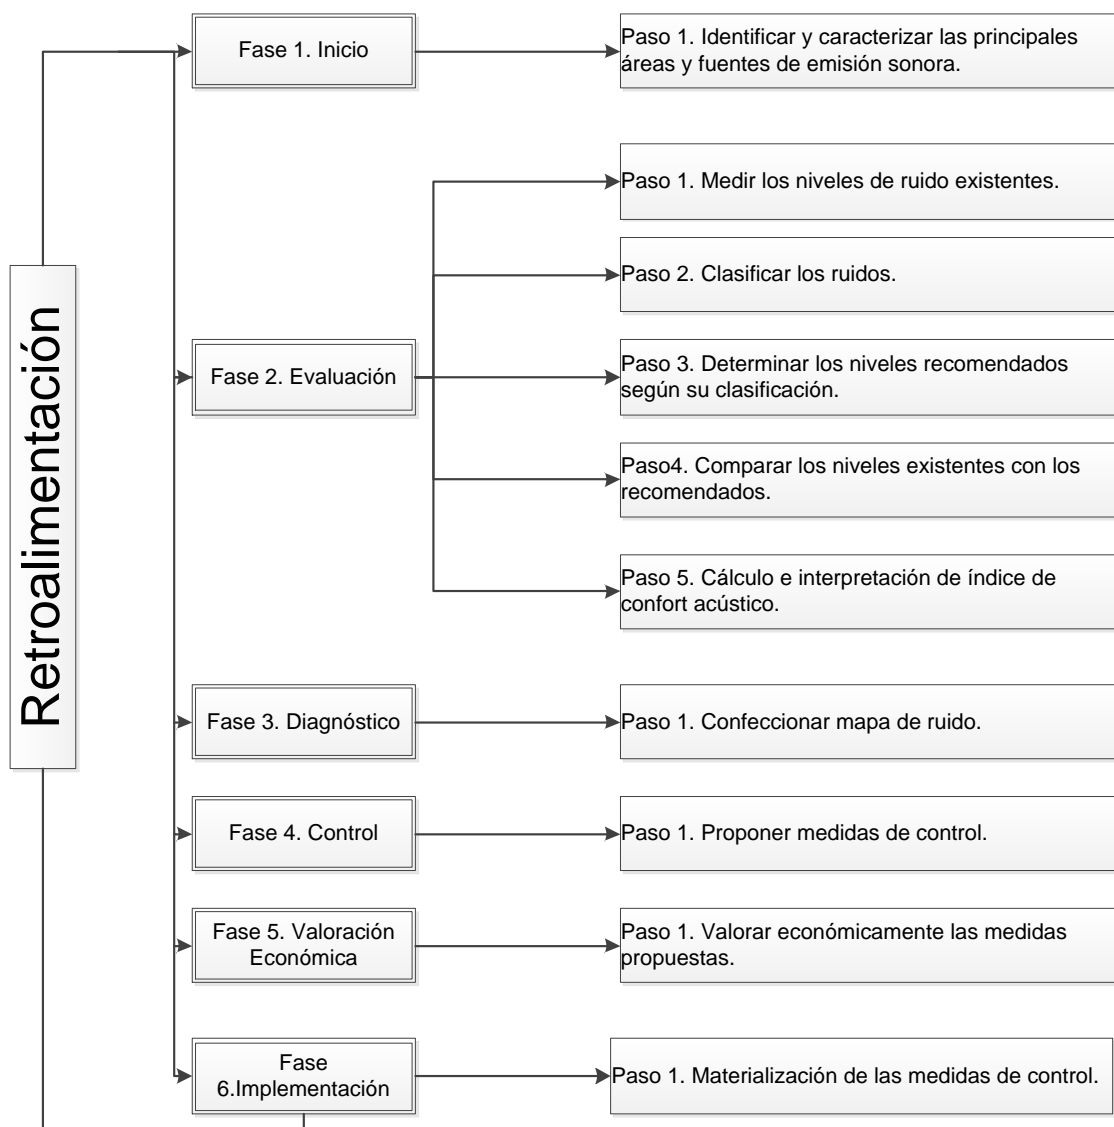 Retroalimentación
Fase 1. Inicio
Paso 1. Identificar y caracterizar las principales
áreas y fuentes de emisión sonora.
Fase 2. Evaluación
Paso 1. Medir los niveles de ruido existentes.
Paso 2. Clasificar los ruidos.
Paso 3. Determinar los niveles recomendados
según su clasificación.
Paso4. Comparar los niveles existentes con los
recomendados.
Paso 5. Cálculo e interpretación de índice de
confort acústico.
Fase 3. Diagnóstico
Paso 1. Confeccionar mapa de ruido.
Fase 4. Control
Paso 1. Proponer medidas de control.
Fase 5. Valoración
Económica
Paso 1. Valorar económicamente las medidas
propuestas.
Fase
6.Implementación
Paso 1. Materialización de las medidas de control.